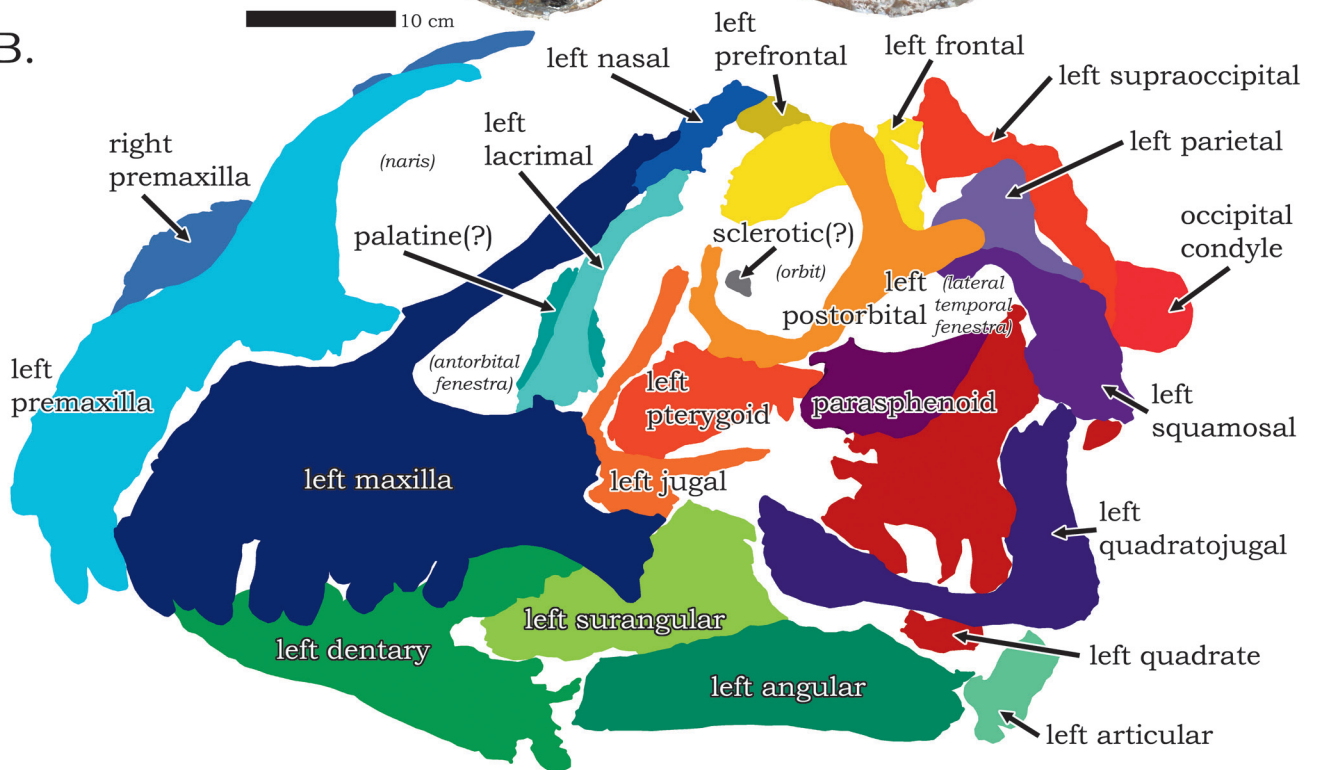 10 cm
B.
left
prefrontal
left frontal
left nasal
left supraoccipital
left
lacrimal
left parietal
right
premaxilla
(naris)
palatine(?)
sclerotic(?)
(orbit)
occipital
condyle
left
postorbital
(lateral
temporal
fenestra)
(antorbital
fenestra)
left
premaxilla
left
pterygoid
parasphenoid
left
squamosal
left maxilla
left jugal
left
quadratojugal
left surangular
left dentary
left quadrate
left angular
left articular